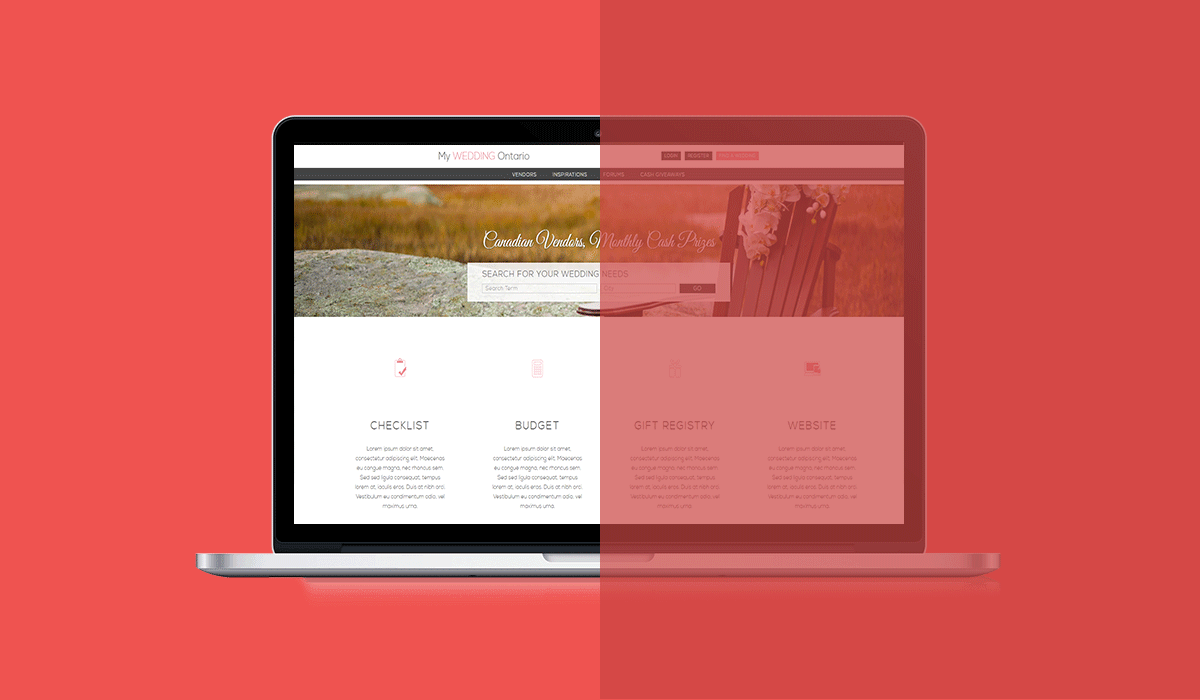 My WEDDING Ontario
LOGIN REGISTER
VENDORS INSPIRATIONS FORUMS CASH GIVEAWAYS
Canadian Vendors, Monthly Cash Prizes
SEARCH FOR YOUR WEDDING NEEDS
Search Term City GO
CHECKLIST
Lorem ipsum dolor sit amet,
consectetur adipiscing elit. Maecenas
eu congue magna, nec rhoncus sem.
Sed sed ligula consequat, tempus
lorem at, iaculis eros. Duis at nibh orci.
Vestibulum eu condimentum odio, vel
maximus urna.
BUDGET
Lorem ipsum dolor sit amet,
consectetur adipiscing elit. Maecenas
eu congue magna, nec rhoncus sem.
Sed sed ligula consequat, tempus
lorem at, iaculis eros. Duis at nibh orci.
Vestibulum eu condimentum odio, vel
maximus urna.
GIFT REGISTRY
Lorem ipsum dolor sit amet,
consectetur adipiscing elit. Maecenas
eu congue magna, nec rhoncus sem.
Sed sed ligula consequat, tempus
lorem at, iaculis eros. Duis at nibh orci.
Vestibulum eu condimentum odio, vel
maximus urna.
WEBSITE
Lorem ipsum dolor sit amet,
consectetur adipiscing elit. Maecenas
eu congue magna, nec rhoncus sem.
Sed sed ligula consequat, tempus
lorem at, iaculis eros. Duis at nibh orci.
Vestibulum eu condimentum odio, vel
maximus urna.